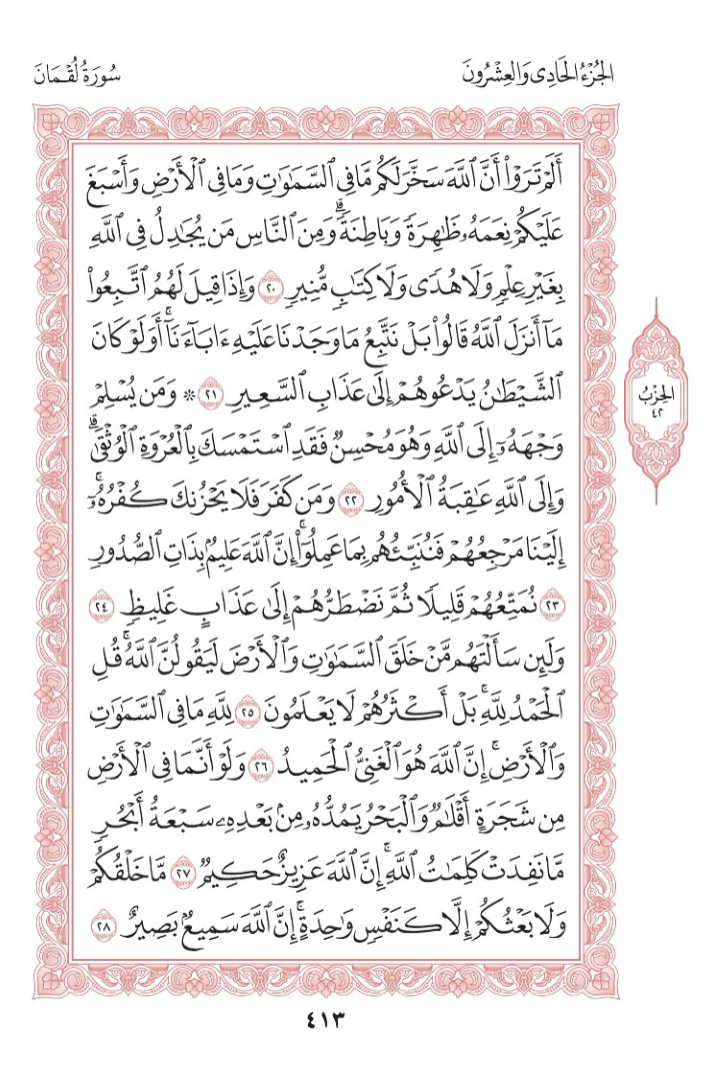 الجُزْءُ الحَادِى وَالعِشْرُونَ
سُورَةُ لُقْمَانَ
أَلَمْ تَرَوْا۟ أَنَّ ٱللَّهَ سَخَّرَ لَكُم مَّا فِى ٱلسَّمَـٰوَٰتِ وَمَا فِى ٱلْأَرْضِ وَأَسْبَغَ
عَلَيْكُمْ نِعَمَهُۥ ظَـٰهِرَةً وَبَاطِنَةً ۗ وَمِنَ ٱلنَّاسِ مَن يُجَـٰدِلُ فِى ٱللَّهِ
بِغَيْرِ عِلْمٍ وَلَا هُدًى وَلَا كِتَـٰبٍ مُّنِيرٍ ٢٠ وَإِذَا قِيلَ لَهُمُ ٱتَّبِعُوا۟
مَآ أَنزَلَ ٱللَّهُ قَالُوا۟ بَلْ نَتَّبِعُ مَا وَجَدْنَا عَلَيْهِ ءَابَآءَنَآ ۚ أَوَلَوْ كَانَ
ٱلشَّيْطَـٰنُ يَدْعُوهُمْ إِلَىٰ عَذَابِ ٱلسَّعِيرِ ٢١ ۞ وَمَن يُسْلِمْ
وَجْهَهُۥٓ إِلَى ٱللَّهِ وَهُوَ مُحْسِنٌ فَقَدِ ٱسْتَمْسَكَ بِٱلْعُرْوَةِ ٱلْوُثْقَىٰ ۗ
وَإِلَى ٱللَّهِ عَـٰقِبَةُ ٱلْأُمُورِ ٢٢ وَمَن كَفَرَ فَلَا يَحْزُنكَ كُفْرُهُۥٓ ۚ
إِلَيْنَا مَرْجِعُهُمْ فَنُنَبِّئُهُم بِمَا عَمِلُوٓا۟ ۚ إِنَّ ٱللَّهَ عَلِيمٌۢ بِذَاتِ ٱلصُّدُورِ
٢٣ نُمَتِّعُهُمْ قَلِيلًا ثُمَّ نَضْطَرُّهُمْ إِلَىٰ عَذَابٍ غَلِيظٍ ٢٤
وَلَئِن سَأَلْتَهُم مَّنْ خَلَقَ ٱلسَّمَـٰوَٰتِ وَٱلْأَرْضَ لَيَقُولُنَّ ٱللَّهُ ۚ قُلِ
ٱلْحَمْدُ لِلَّهِ ۚ بَلْ أَكْثَرُهُمْ لَا يَعْلَمُونَ ٢٥ لِلَّهِ مَا فِى ٱلسَّمَـٰوَٰتِ
وَٱلْأَرْضِ ۚ إِنَّ ٱللَّهَ هُوَ ٱلْغَنِىُّ ٱلْحَمِيدُ ٢٦ وَلَوْ أَنَّمَا فِى ٱلْأَرْضِ
مِن شَجَرَةٍ أَقْلَـٰمٌ وَٱلْبَحْرُ يَمُدُّهُۥ مِنۢ بَعْدِهِۦ سَبْعَةُ أَبْحُرٍ
مَّا نَفِدَتْ كَلِمَـٰتُ ٱللَّهِ ۗ إِنَّ ٱللَّهَ عَزِيزٌ حَكِيمٌ ٢٧ مَّا خَلْقُكُمْ
وَلَا بَعْثُكُمْ إِلَّا كَنَفْسٍ وَٰحِدَةٍ ۗ إِنَّ ٱللَّهَ سَمِيعٌۢ بَصِيرٌ ٢٨
الحِزْبُ
٤٢
٤١٣